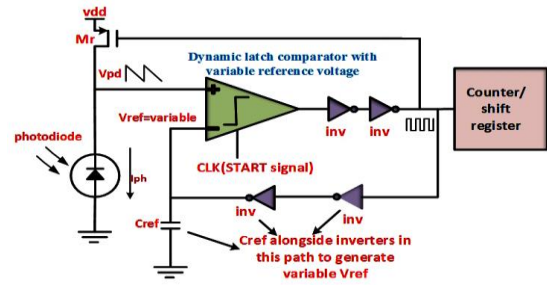 vdd
Mr
Dynamic latch comparator with
variable reference voltage
Vpd
+
Vref=variable
-
inv
inv
Counter/
shift
register
photodiode
CLK(START signal)
Iph
inv
inv
Cref
Cref alongside inverters in
this path to generate
variable Vref